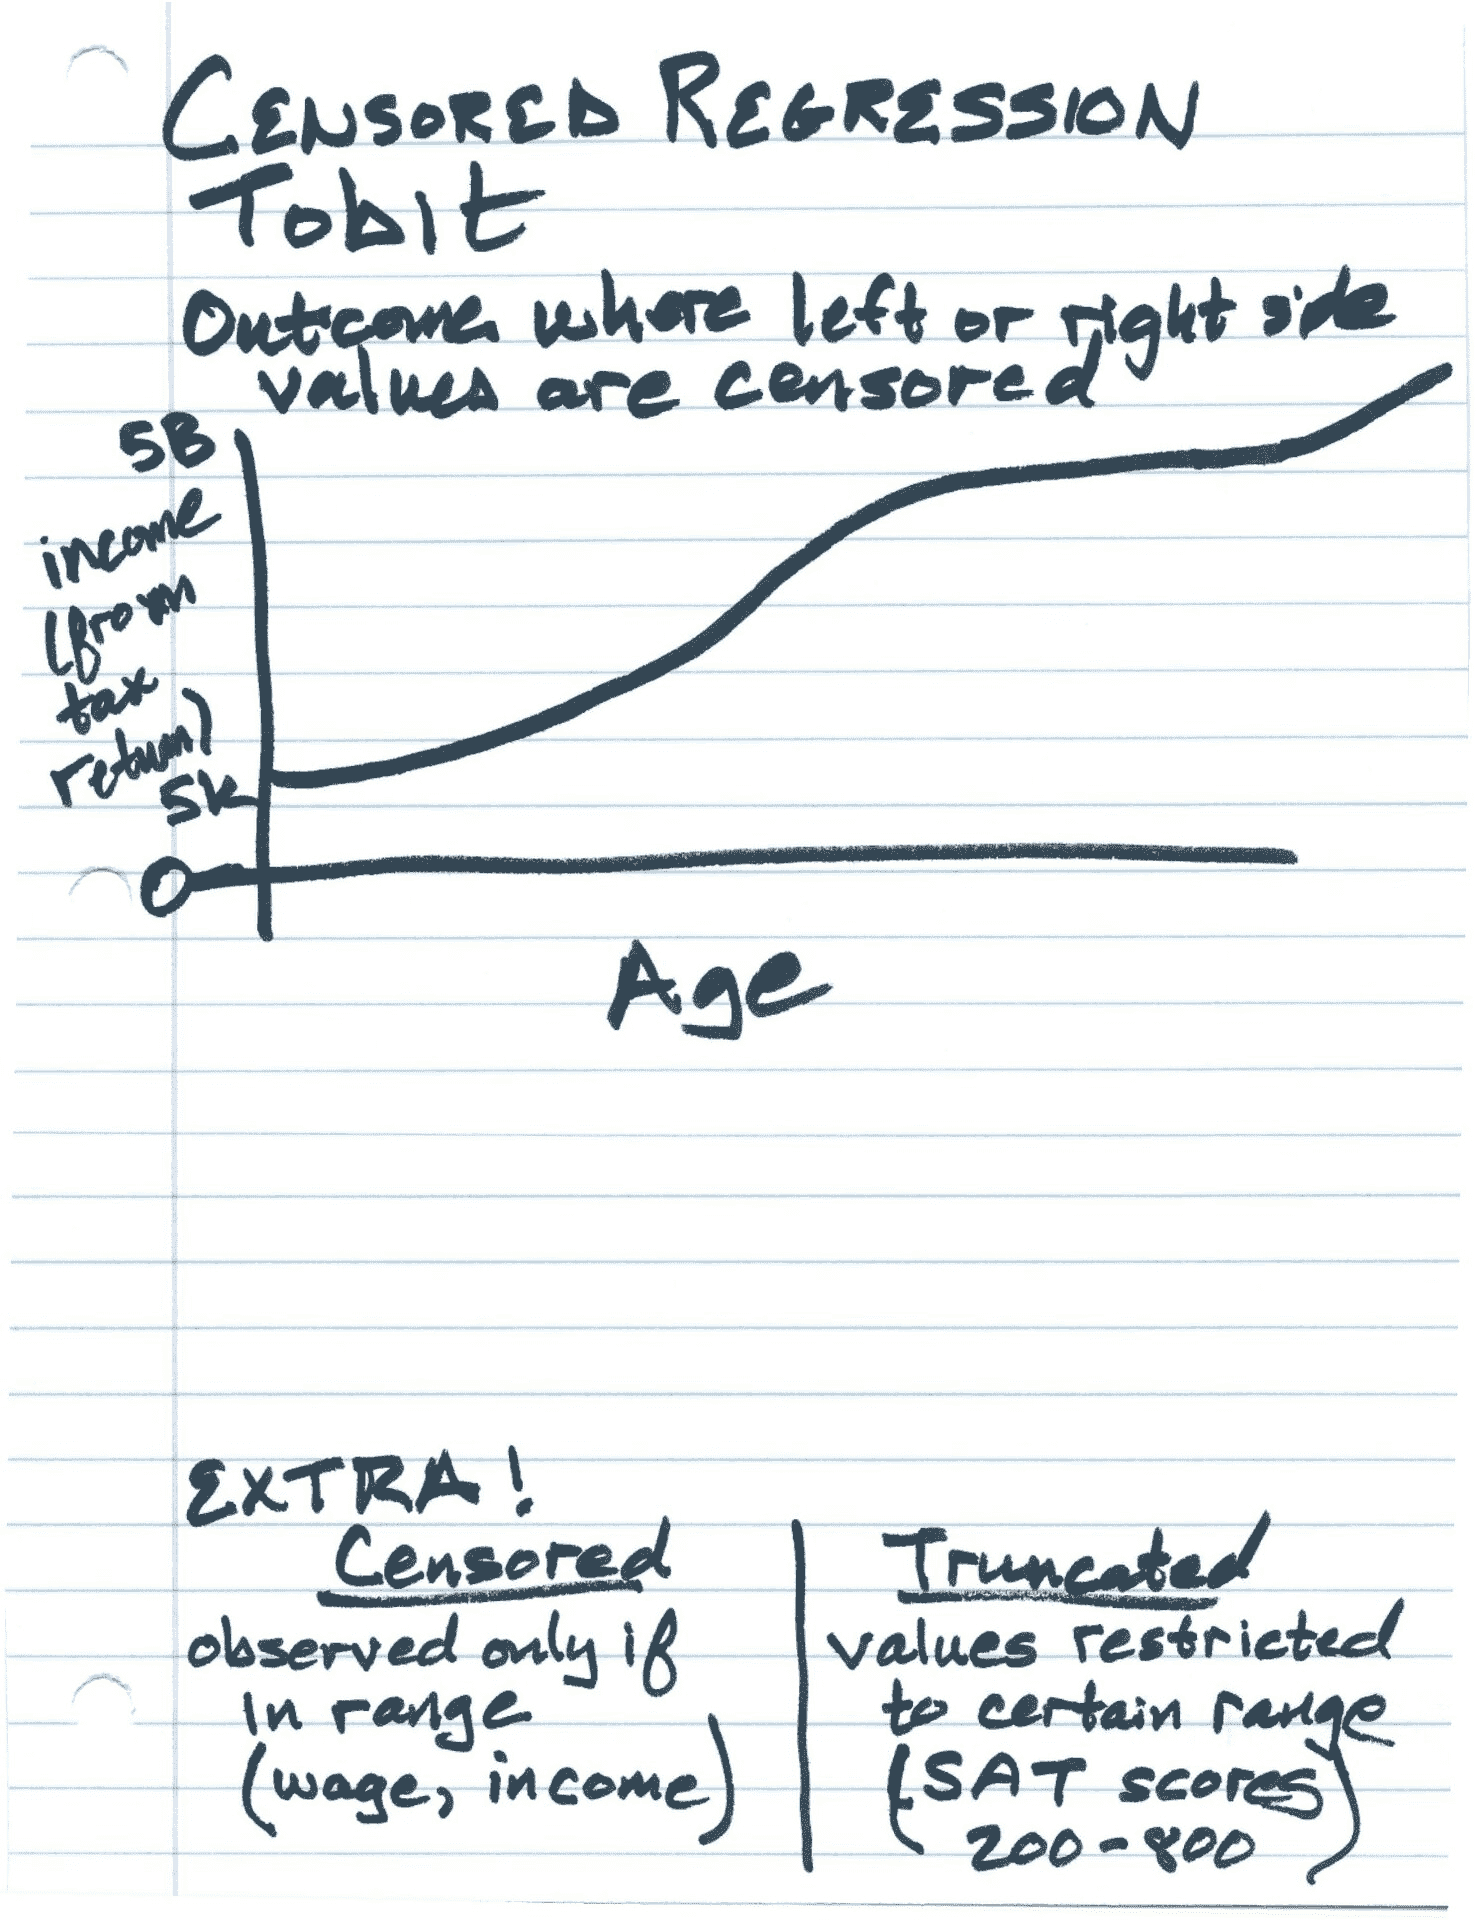 CENSORED REGRESSION
Tobit
Outcome where left or right side
values are censored
5B
income
(from
tax
return)
5k
0
Age
EXTRA!
Censored
observed only if
in range
(wage, income)
Truncated
values restricted
to certain range
(SAT scores
200-800)